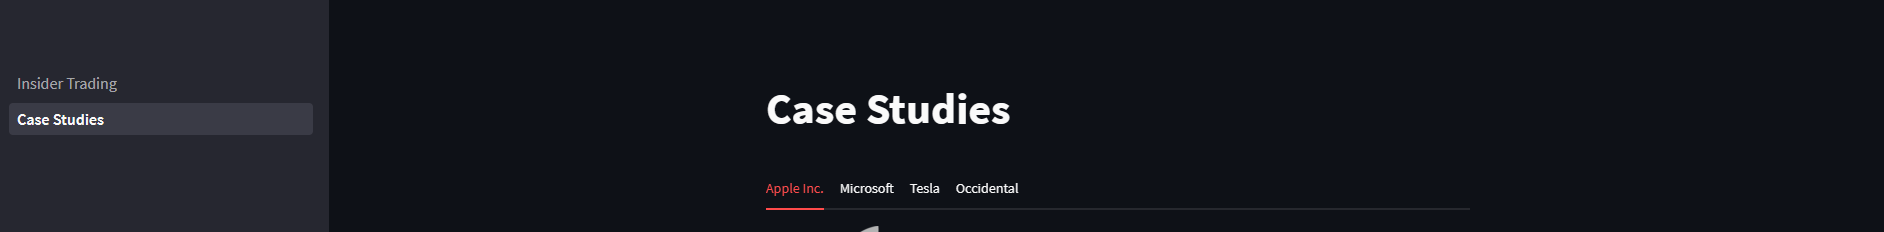 Insider Trading
Case Studies
Case Studies
Apple Inc. Microsoft Tesla Occidental